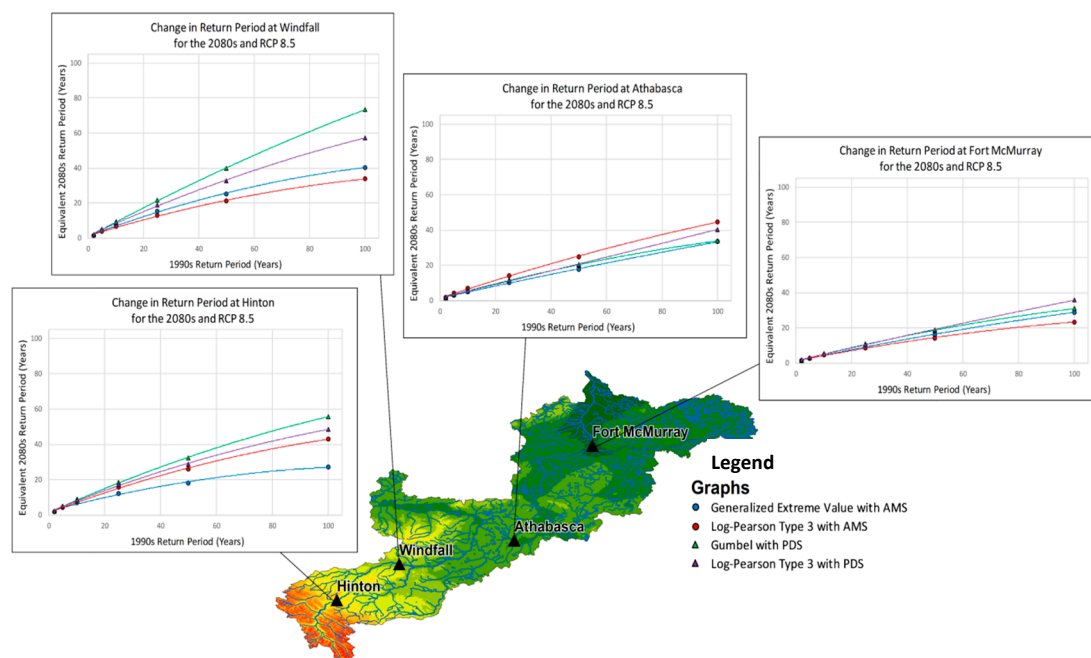 Change in Return Period at Windfall
for the 2080s and RCP 8.5
Equivalent 2080s Return Period (Years)
100
80
60
40
20
0
0 20 40 60 80 100
1990s Return Period (Years)
Change in Return Period at Athabasca
for the 2080s and RCP 8.5
Equivalent 2080s Return Period (Years)
100
80
60
40
20
0
0 20 40 60 80 100
1990s Return Period (Years)
Change in Return Period at Fort McMurray
for the 2080s and RCP 8.5
Equivalent 2080s Return Period (Years)
100
80
60
40
20
0
0 20 40 60 80 100
1990s Return Period (Years)
Change in Return Period at Hinton
for the 2080s and RCP 8.5
Equivalent 2080s Return Period (Years)
100
80
60
40
20
0
0 20 40 60 80 100
1990s Return Period (Years)
Fort McMurray
Athabasca
Windfall
Hinton
Legend
Graphs
Generalized Extreme Value with AMS
Log-Pearson Type 3 with AMS
Gumbel with PDS
Log-Pearson Type 3 with PDS